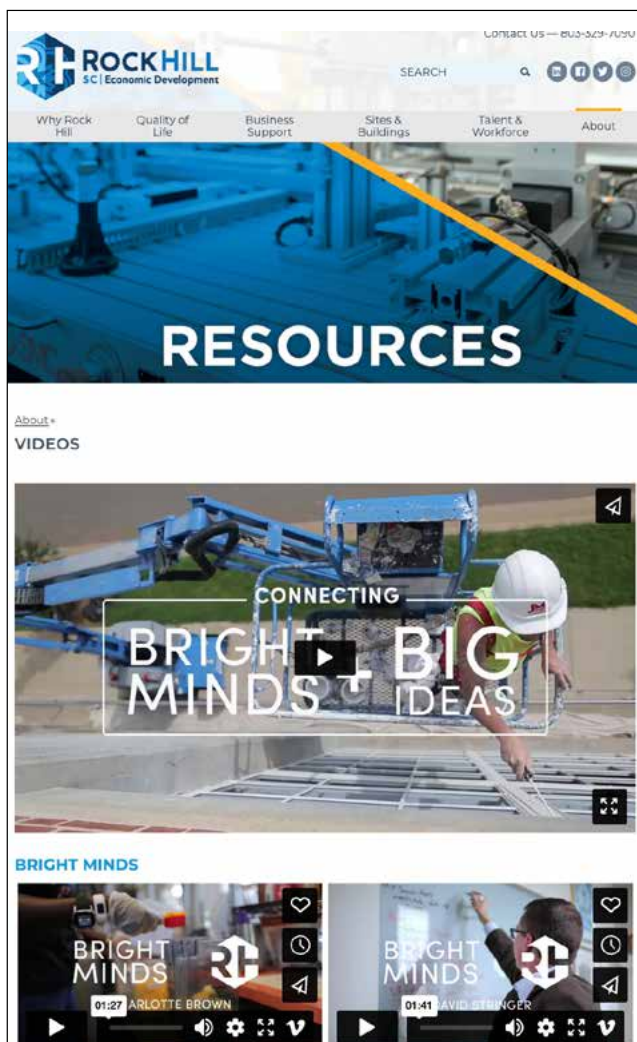 Contact Us — 803-329-7090
RH ROCKHILL
SC | Economic Development
SEARCH
Why Rock
Hill
Quality of
Life
Business
Support
Sites &
Buildings
Talent &
Workforce
About
RESOURCES
About »
VIDEOS
CONNECTING
BRIGHT
MINDS
+
BIG
IDEAS
BRIGHT MINDS
BRIGHT
MINDS
ARLOTTE BROWN
01:27
BRIGHT
MINDS
DAVID STRINGER
01:41